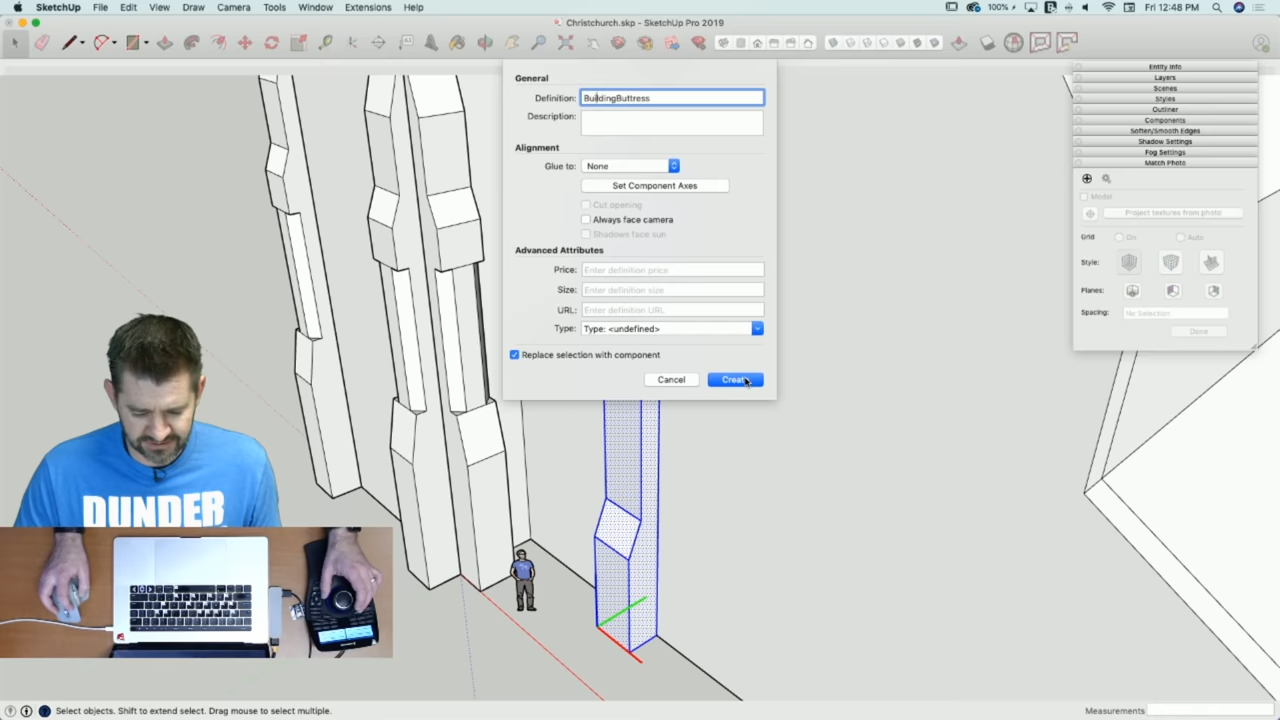 SketchUp File Edit View Draw Camera Tools Window Extensions Help 100% Fri 12:48 PM
Christchurch.skp - SketchUp Pro 2019
General
Definition: BuildingButtress
Description:
Alignment
Glue to: None
Set Component Axes
Cut opening
Always face camera
Shadows face sun
Advanced Attributes
Price: Enter definition price
Size: Enter definition size
URL: Enter definition URL
Type: Type: <undefined>
Replace selection with component
Cancel Create
Entity Info
Layers
Scenes
Styles
Outliner
Components
Soften/Smooth Edges
Shadow Settings
Fog Settings
Match Photo
Model
Project textures from photo
Grid On Auto
Style:
Planes:
Spacing: No Selection
Done
DUNDER
Select objects. Shift to extend select. Drag mouse to select multiple. Measurements